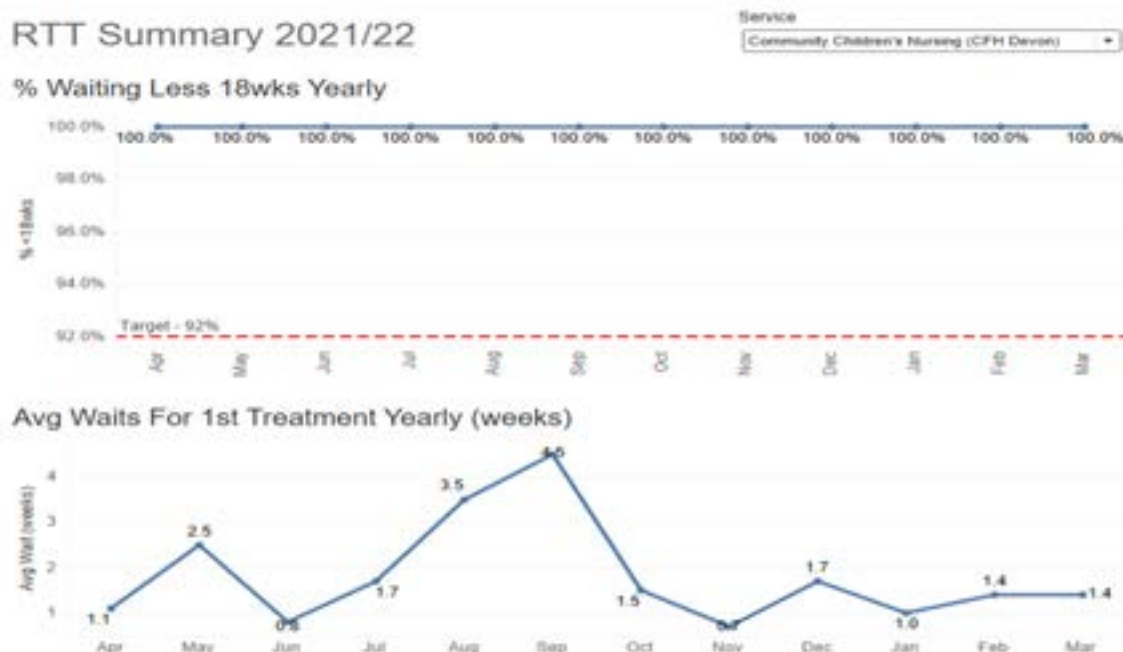 RTT Summary 2021/22
Service
Community Children's Nursing (CFH Devon)
% Waiting Less 18wks Yearly
100.0%
100.0% 100.0% 100.0% 100.0% 100.0% 100.0% 100.0% 100.0% 100.0% 100.0% 100.0% 100.0%
98.0%
96.0%
94.0%
92.0%
% <18wks
Target - 92%
Apr May Jun Jul Aug Sep Oct Nov Dec Jan Feb Mar
Avg Waits For 1st Treatment Yearly (weeks)
Avg Wait (weeks)
4
3
2
1
1.1 2.5 0.8 1.7 3.5 4.5 1.5 1.7 1.0 1.4 1.4
Apr May Jun Jul Aug Sep Oct Nov Dec Jan Feb Mar